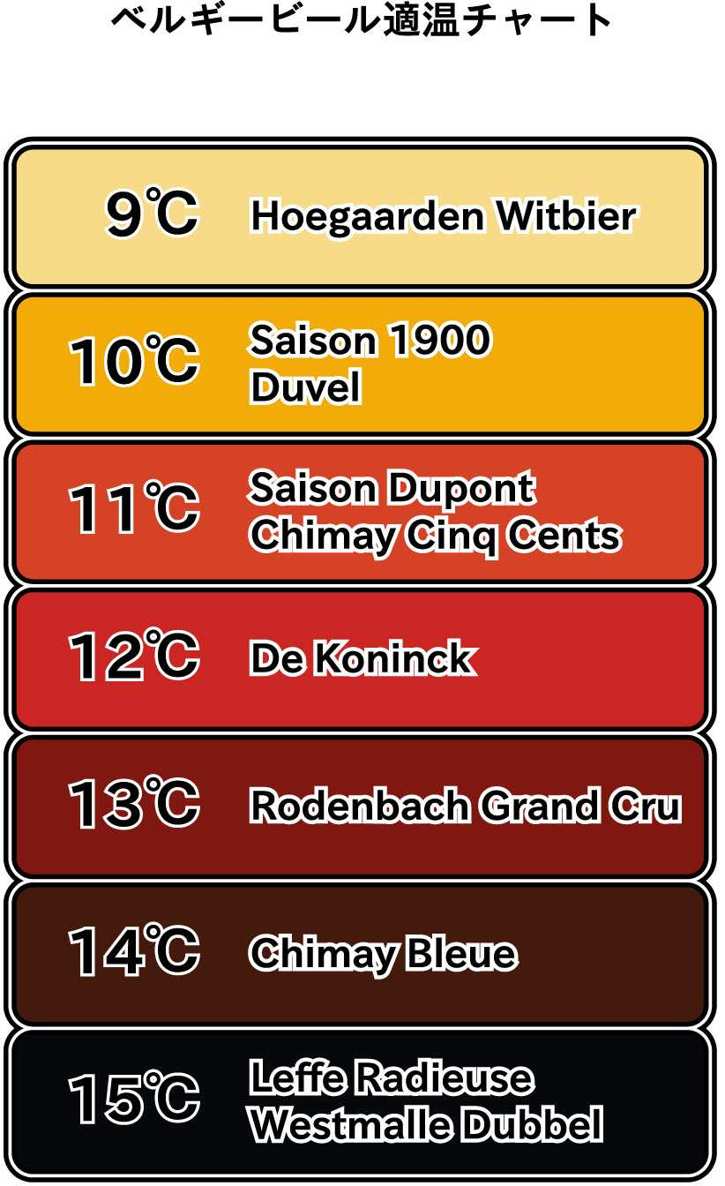 ベルギービール適温チャート
9℃ Hoegaarden Witbier
10℃ Saison 1900
Duvel
11℃ Saison Dupont
Chimay Cinq Cents
12℃ De Koninck
13℃ Rodenbach Grand Cru
14℃ Chimay Bleue
15℃ Leffe Radieuse
Westmalle Dubbel